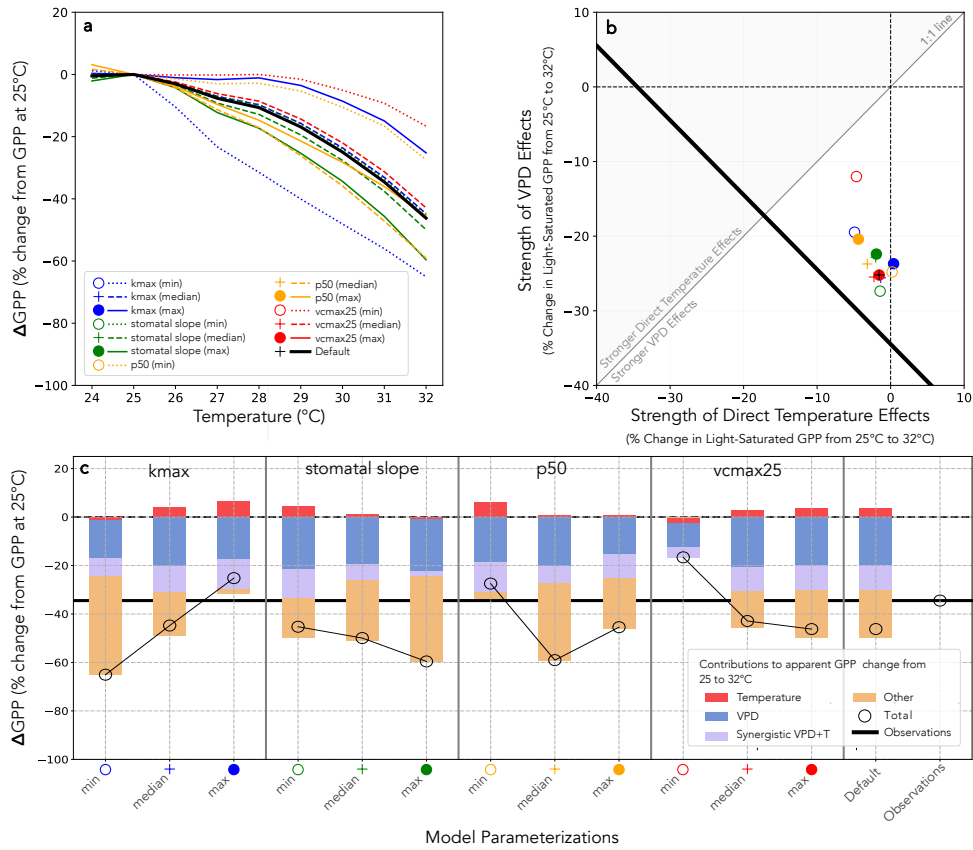 a
ΔGPP (% change from GPP at 25°C)
20
0
−20
−40
−60
−80
−100
24
25
26
27
28
29
30
31
32
Temperature (°C)
kmax (min)
kmax (median)
kmax (max)
stomatal slope (min)
stomatal slope (median)
stomatal slope (max)
p50 (min)
p50 (median)
p50 (max)
vcmax25 (min)
vcmax25 (median)
vcmax25 (max)
Default
b
Strength of VPD Effects
(% Change in Light-Saturated GPP from 25°C to 32°C)
10
0
−10
−20
−30
−40
1:1 line
Stronger Direct Temperature Effects
Stronger VPD Effects
−40
−30
−20
−10
0
10
Strength of Direct Temperature Effects
(% Change in Light-Saturated GPP from 25°C to 32°C)
c
kmax
stomatal slope
p50
vcmax25
ΔGPP (% change from GPP at 25°C)
20
0
−20
−40
−60
−80
−100
Contributions to apparent GPP change from
25 to 32°C
Temperature
VPD
Synergistic VPD+T
Other
Total
Observations
min
median
max
min
median
max
min
median
max
min
median
max
Default
Observations
Model Parameterizations